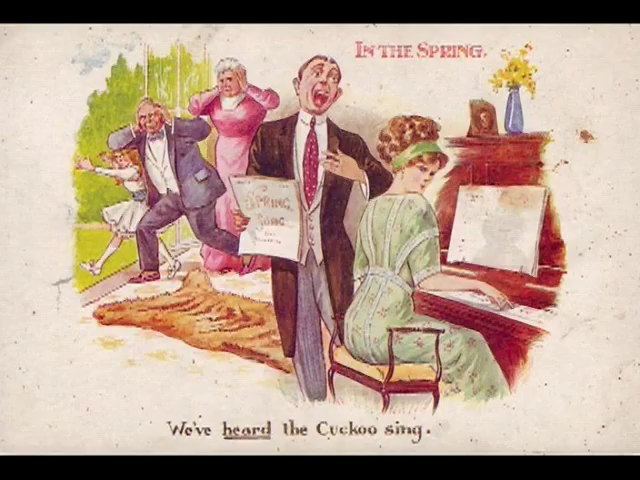 IN THE SPRING.
SPRING
SONG
We've heard the Cuckoo sing.